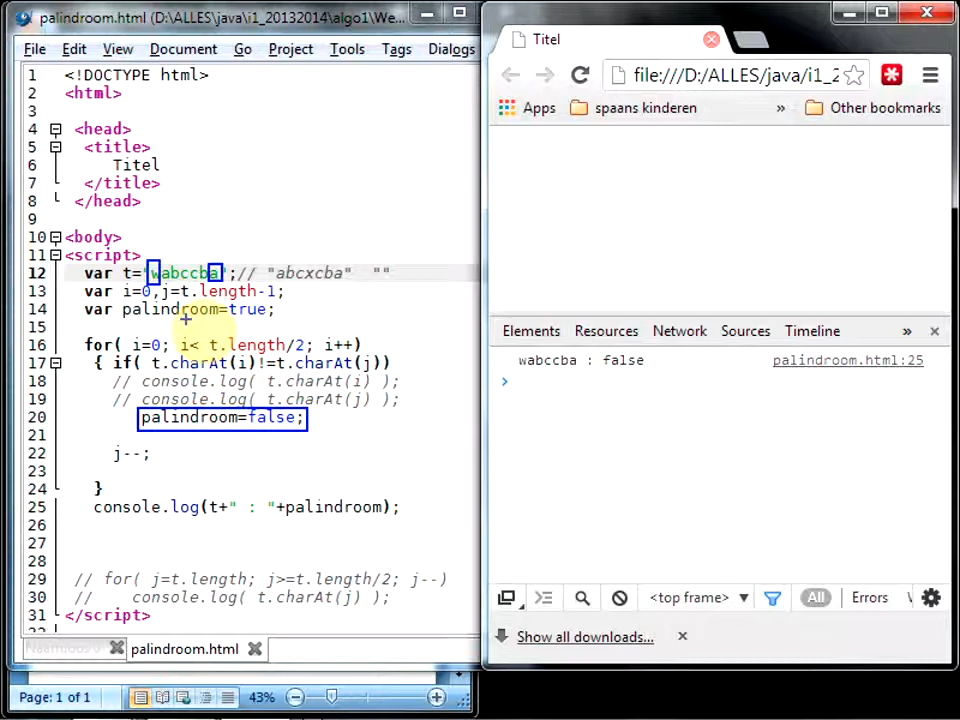 palindroom.html (D:\ALLES\java\i1_20132014\algo1\We...
File Edit View Document Go Project Tools Tags Dialogs
1 <!DOCTYPE html>
2 <html>
3
4 <head>
5 <title>
6 Titel
7 </title>
8 </head>
9
10 <body>
11 <script>
12 var t="wabccba";// "abcxcba" ""
13 var i=0,j=t.length-1;
14 var palindroom=true;
15
16 for( i=0; i< t.length/2; i++)
17 { if( t.charAt(i)!=t.charAt(j))
18 // console.log( t.charAt(i) );
19 // console.log( t.charAt(j) );
20 palindroom=false;
21
22 j--;
23
24 }
25 console.log(t+" : "+palindroom);
26
27
28
29 // for( j=t.length; j>=t.length/2; j--)
30 // console.log( t.charAt(j) );
31 </script>
palindroom.html
Page: 1 of 1 43%
Titel
file:///D:/ALLES/java/i1_2
Apps spaans kinderen » Other bookmarks
Elements Resources Network Sources Timeline »
wabccba : false palindroom.html:25
<top frame> All Errors
Show all downloads...